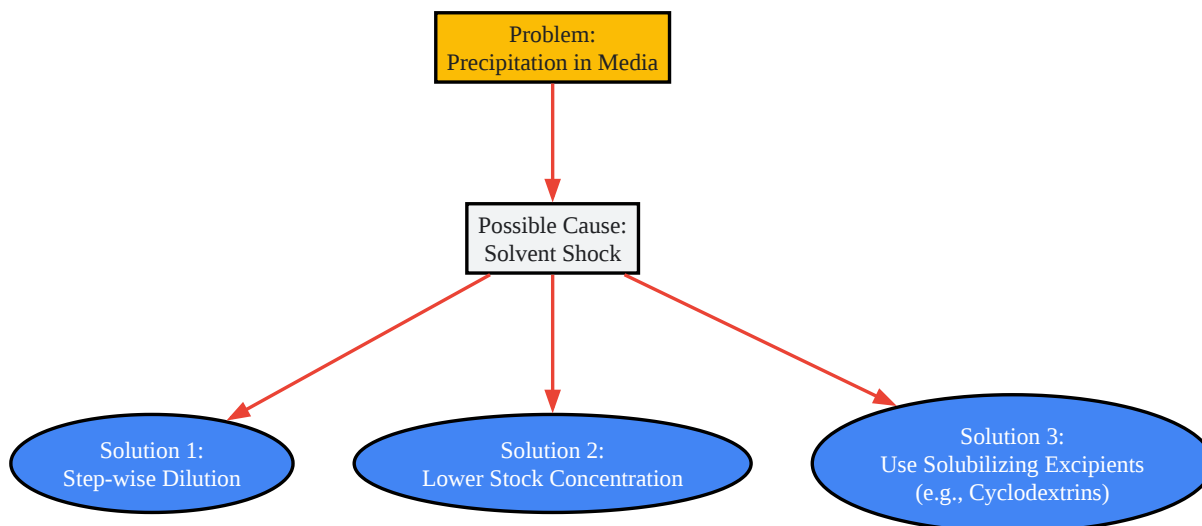 Problem:
Precipitation in Media
Possible Cause:
Solvent Shock
Solution 1:
Step-wise Dilution
Solution 2:
Lower Stock Concentration
Solution 3:
Use Solubilizing Excipients
(e.g., Cyclodextrins)